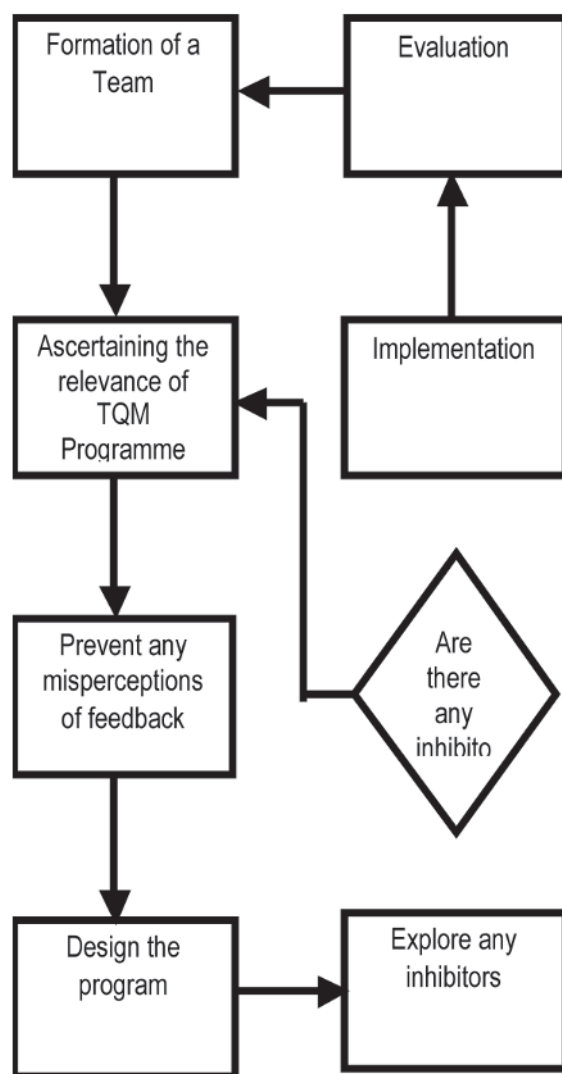 Formation of a
Team
Evaluation
Ascertaining the
relevance of
TQM
Programme
Implementation
Prevent any
misperceptions
of feedback
Are
there
any
inhibito
Design the
program
Explore any
inhibitors